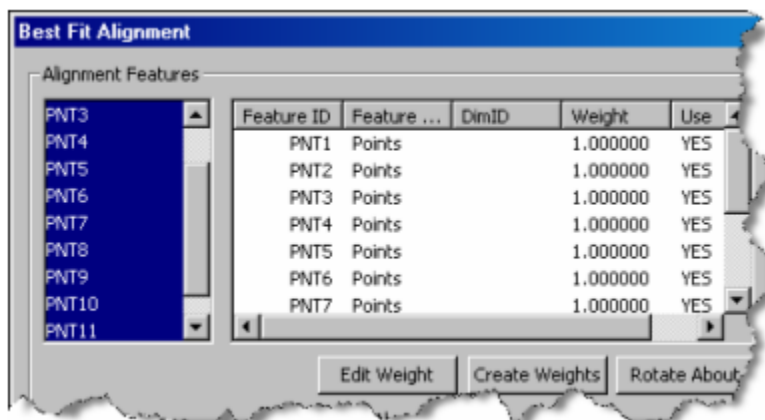 Best Fit Alignment
Alignment Features
PNT3
PNT4
PNT5
PNT6
PNT7
PNT8
PNT9
PNT10
PNT11
Feature ID Feature ... DimID Weight Use
PNT1 Points 1.000000 YES
PNT2 Points 1.000000 YES
PNT3 Points 1.000000 YES
PNT4 Points 1.000000 YES
PNT5 Points 1.000000 YES
PNT6 Points 1.000000 YES
PNT7 Points 1.000000 YES
Edit Weight Create Weights Rotate About